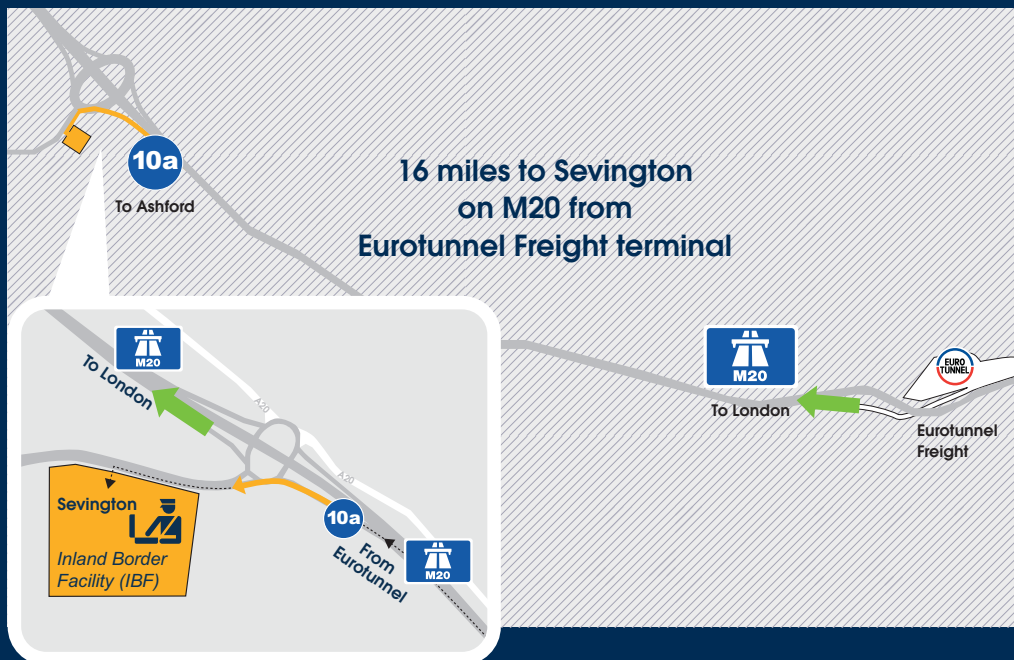 10a
To Ashford
16 miles to Sevington
on M20 from
Eurotunnel Freight terminal
M20
To London
EURO
TUNNEL
Eurotunnel
Freight
M20
To London
A20
A20
Sevington
Inland Border
Facility (IBF)
10a
From
Eurotunnel
M20